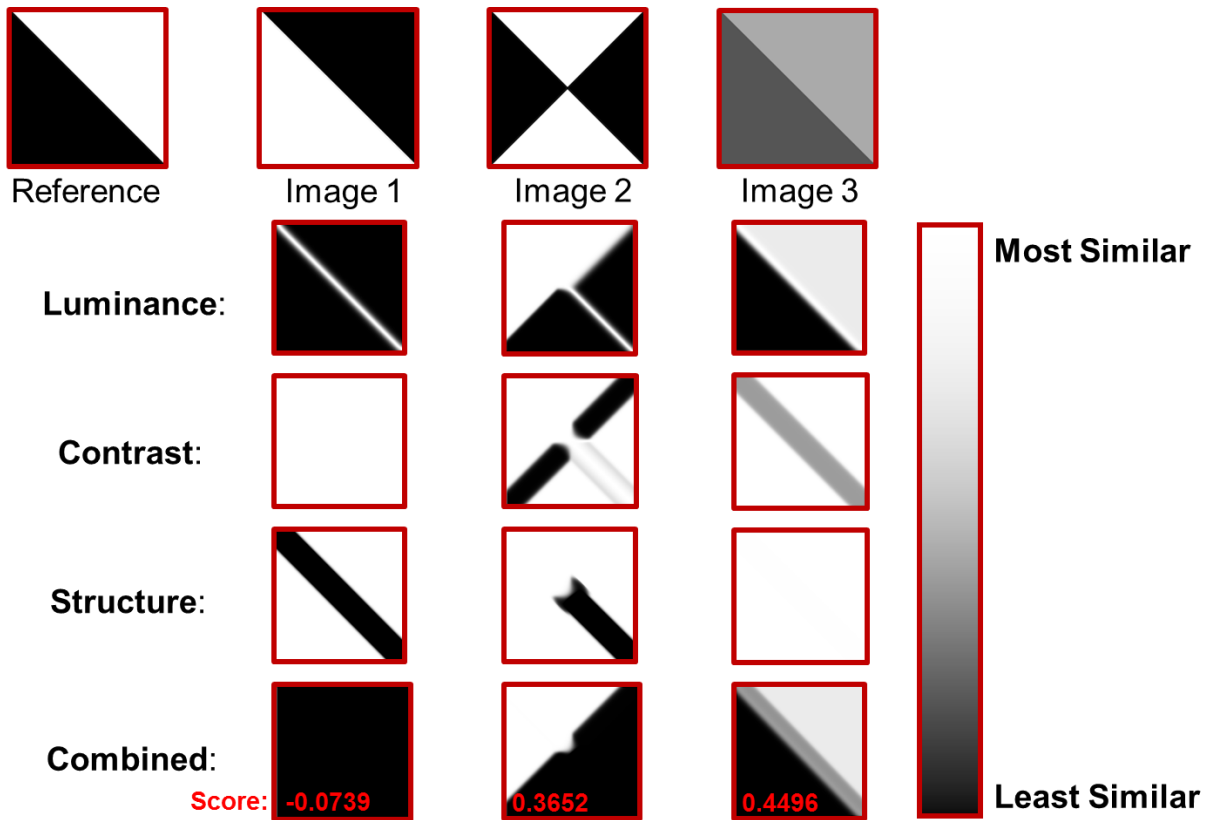 Reference
Image 1
Image 2
Image 3
Most Similar
Luminance:
Contrast:
Structure:
Combined:
Score:
-0.0739
0.3652
0.4496
Least Similar